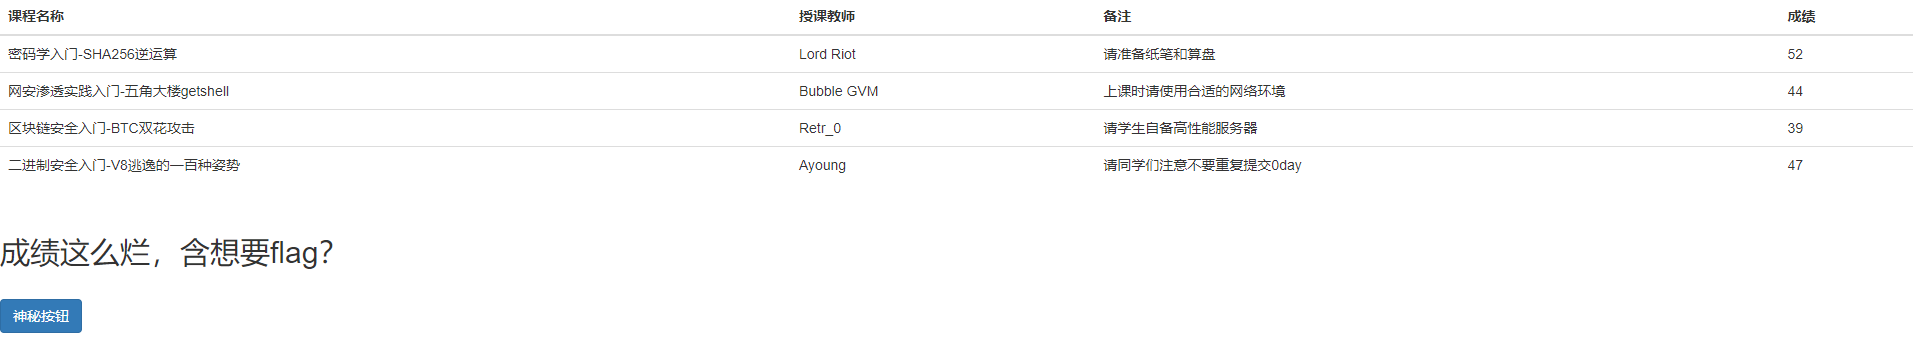 课程名称 授课教师 备注 成绩
密码学入门-SHA256逆运算 Lord Riot 请准备纸笔和算盘 52
网安渗透实践入门-五角大楼getshell Bubble GVM 上课时请使用合适的网络环境 44
区块链安全入门-BTC双花攻击 Retr_0 请学生自备高性能服务器 39
二进制安全入门-V8逃逸的一百种姿势 Ayoung 请同学们注意不要重复提交0day 47
成绩这么烂，含想要flag？
神秘按钮